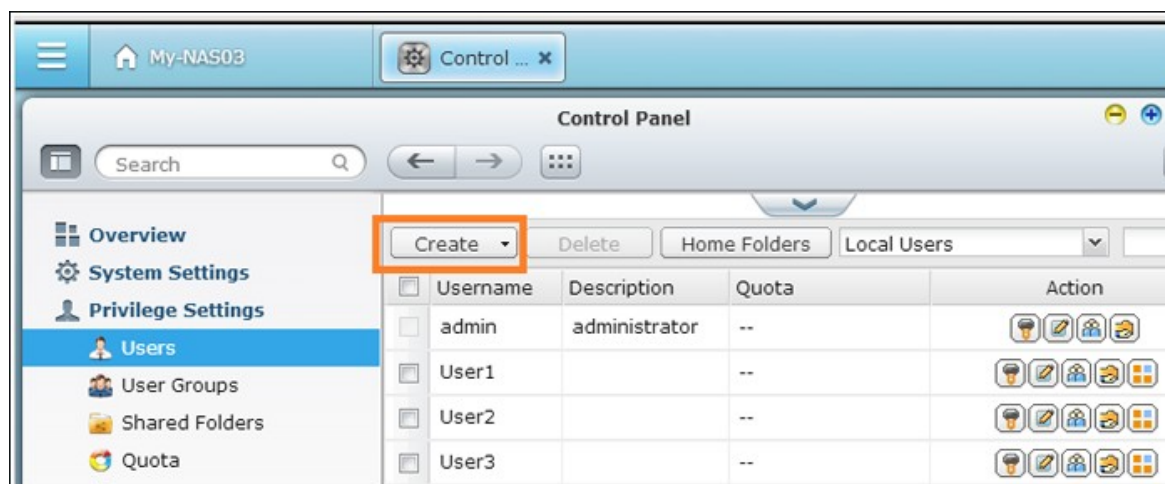 My-NAS03 Control ...
Control Panel
Search
Overview
System Settings
Privilege Settings
Users
User Groups
Shared Folders
Quota
Create Delete Home Folders Local Users
Username Description Quota Action
admin administrator --
User1 --
User2 --
User3 --